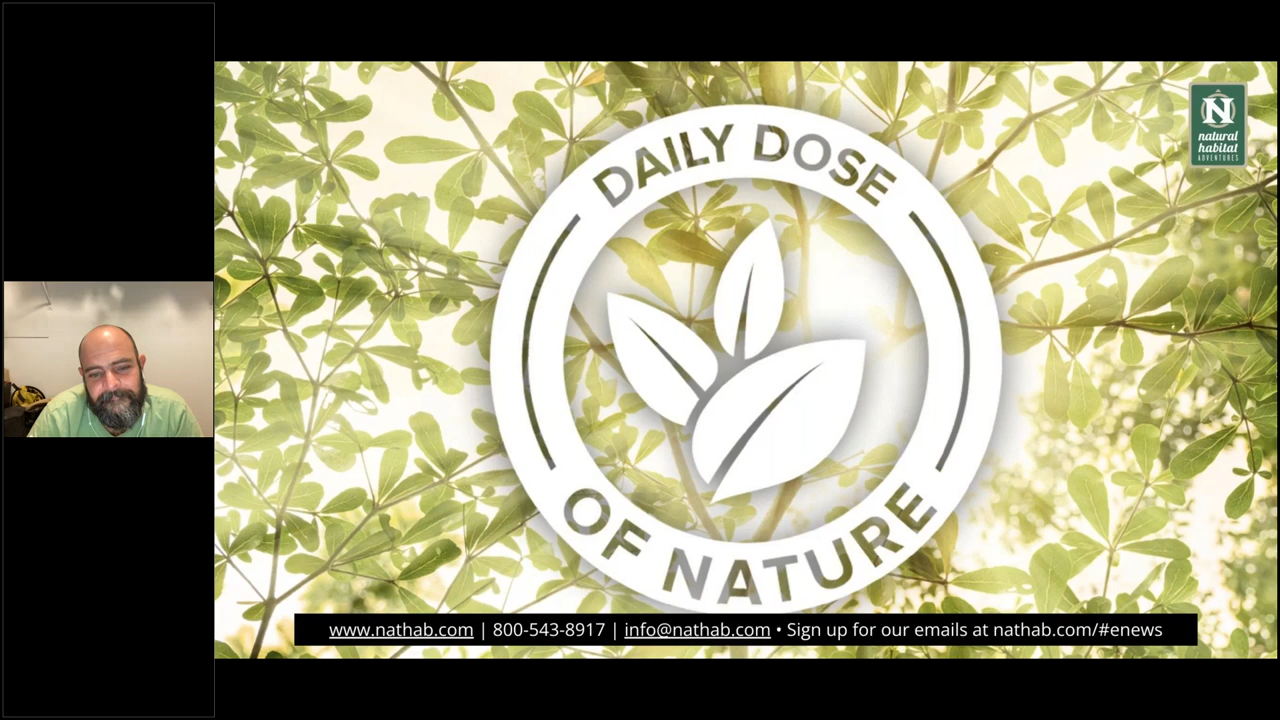 DAILY DOSE
OF NATURE
N
natural
habitat
ADVENTURES
www.nathab.com | 800-543-8917 | info@nathab.com • Sign up for our emails at nathab.com/#enews